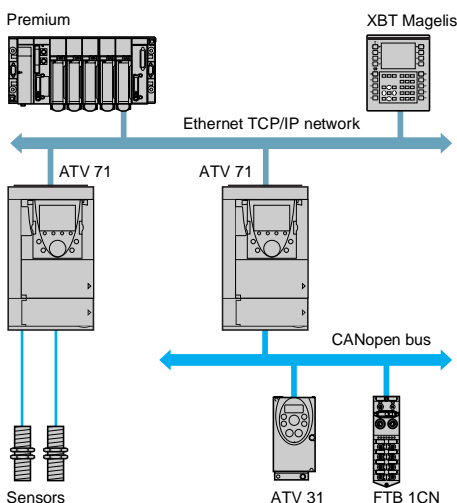 Premium
XBT Magelis
Ethernet TCP/IP network
ATV 71
ATV 71
CANopen bus
Sensors
ATV 31
FTB 1CN